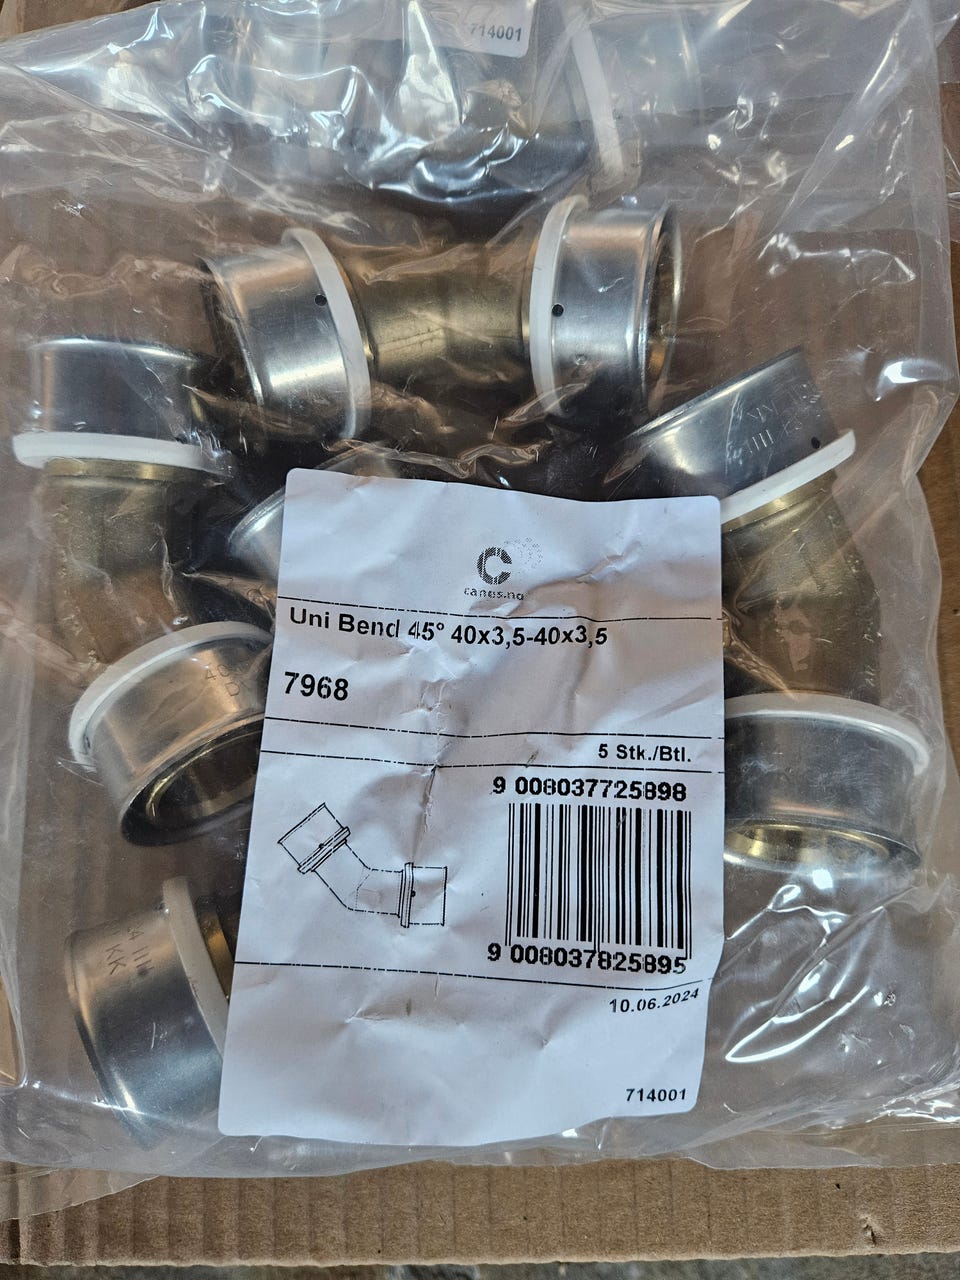 714001
C
canes.no
Uni Bend 45° 40x3,5-40x3,5
7968
5 Stk./Btl.
9 008037725898
9 008037825895
10.06.2024
714001
KK